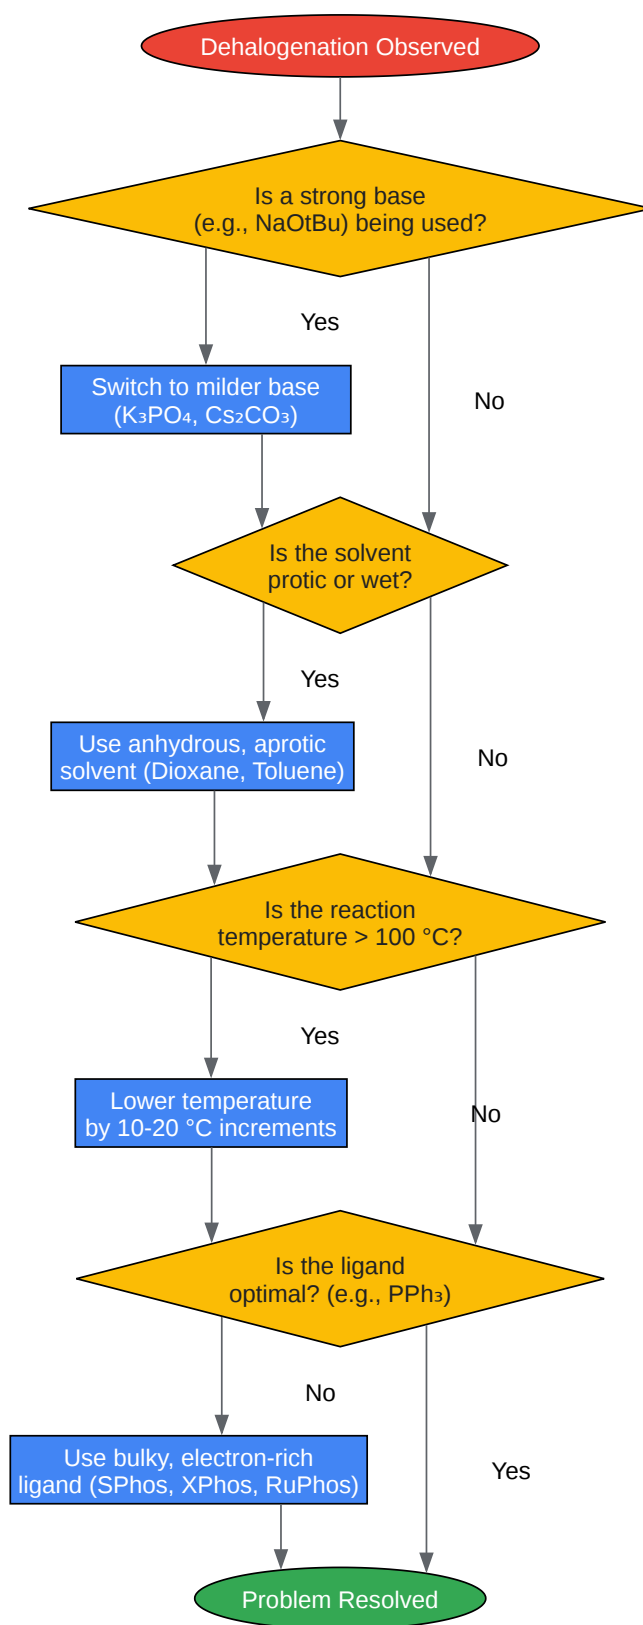 Dehalogenation Observed
Is a strong base
(e.g., NaOtBu) being used?
Yes
Switch to milder base
(K₃PO₄, Cs₂CO₃)
No
Is the solvent
protic or wet?
Yes
Use anhydrous, aprotic
solvent (Dioxane, Toluene)
No
Is the reaction
temperature > 100 °C?
Yes
Lower temperature
by 10-20 °C increments
No
Is the ligand
optimal? (e.g., PPh₃)
No
Use bulky, electron-rich
ligand (SPhos, XPhos, RuPhos)
Yes
Problem Resolved